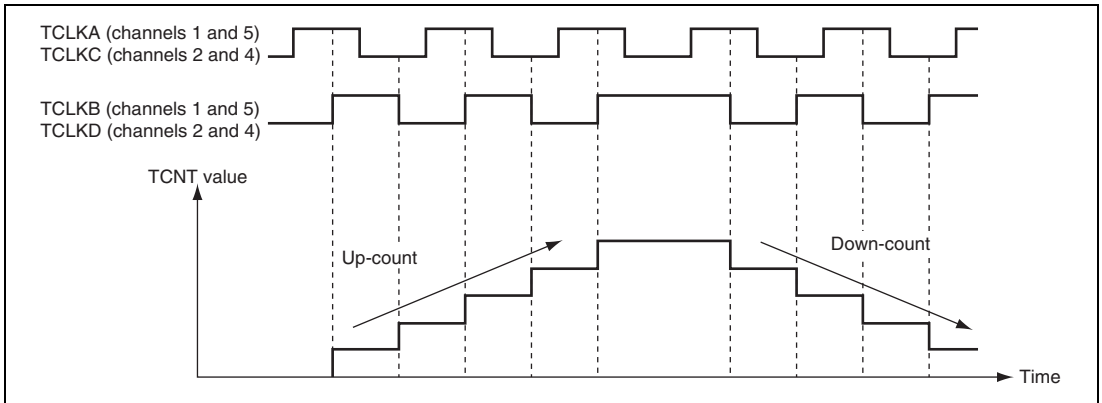 TCLKA (channels 1 and 5)
TCLKC (channels 2 and 4)
TCLKB (channels 1 and 5)
TCLKD (channels 2 and 4)
TCNT value
Up-count
Down-count
Time